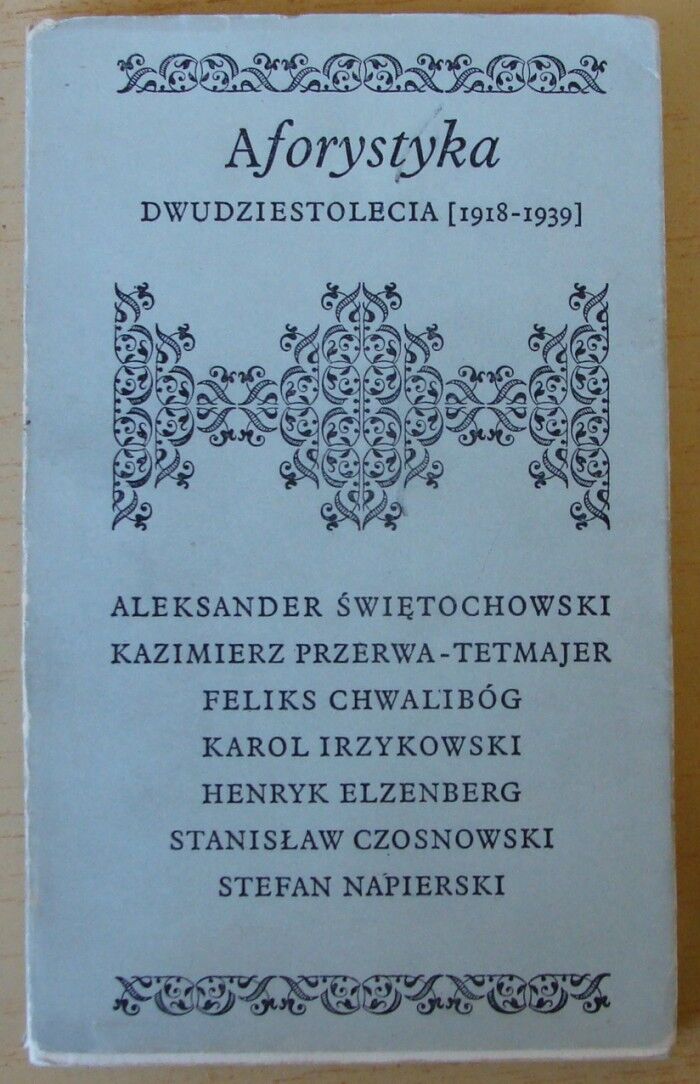 Aforystyka
DWUDZIESTOLECIA [1918-1939]
ALEKSANDER ŚWIĘTOCHOWSKI
KAZIMIERZ PRZERWA-TETMAJER
FELIKS CHWALIBÓG
KAROL IRZYKOWSKI
HENRYK ELZENBERG
STANISŁAW CZOSNOWSKI
STEFAN NAPIERSKI